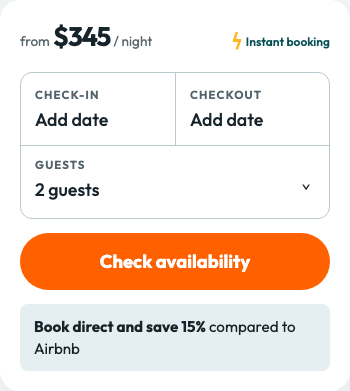 from $345 / night
Instant booking
CHECK-IN
Add date
CHECKOUT
Add date
GUESTS
2 guests
Check availability
Book direct and save 15% compared to
Airbnb